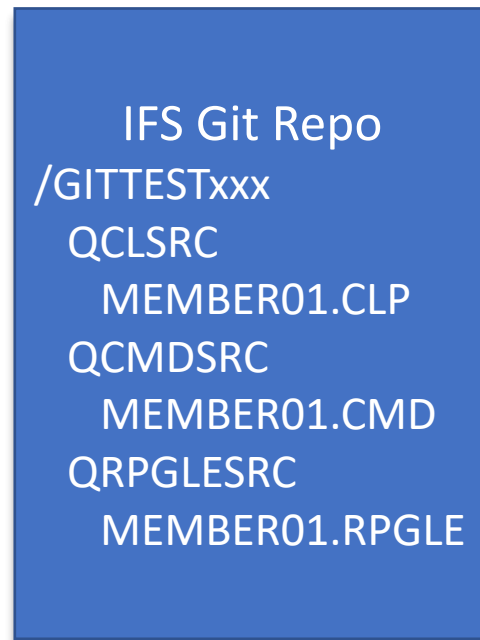 IFS Git Repo
/GITTESTxxx
QCLSRC
MEMBER01.CLP
QCMDSRC
MEMBER01.CMD
QRPGLESRC
MEMBER01.RPGLE